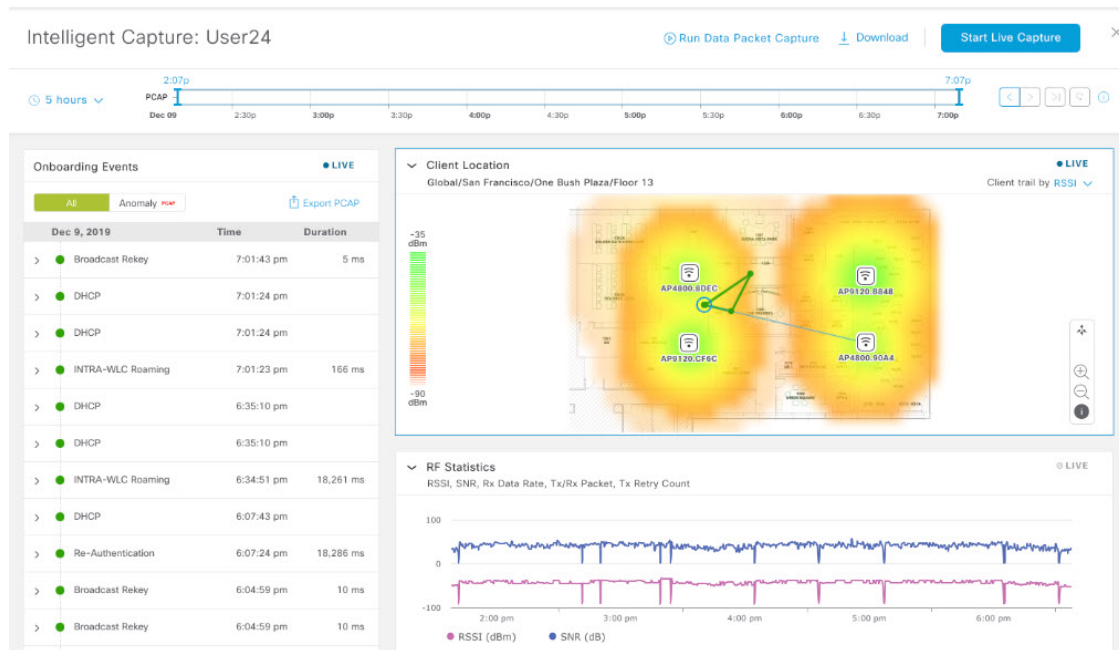 Intelligent Capture: User24
Run Data Packet Capture
Download
Start Live Capture
5 hours
2:07p
7:07p
PCAP
Dec 09 2:30p 3:00p 3:30p 4:00p 4:30p 5:00p 5:30p 6:00p 6:30p 7:00p
Onboarding Events
LIVE
All
Anomaly PCAP
Export PCAP
Dec 9, 2019 Time Duration
Broadcast Rekey 7:01:43 pm 5 ms
DHCP 7:01:24 pm
DHCP 7:01:24 pm
INTRA-WLC Roaming 7:01:23 pm 166 ms
DHCP 6:35:10 pm
DHCP 6:35:10 pm
INTRA-WLC Roaming 6:34:51 pm 18,261 ms
DHCP 6:07:43 pm
Re-Authentication 6:07:24 pm 18,286 ms
Broadcast Rekey 6:04:59 pm 10 ms
Broadcast Rekey 6:04:59 pm 10 ms
Client Location
LIVE
Global/San Francisco/One Bush Plaza/Floor 13
Client trail by RSSI
-35
dBm
-90
dBm
AP4800.8DEC
AP9120.8848
AP9120.CF6C
AP4800.90A4
RF Statistics
LIVE
RSSI, SNR, Rx Data Rate, Tx/Rx Packet, Tx Retry Count
100
0
-100
2:00 pm 3:00 pm 4:00 pm 5:00 pm 6:00 pm
RSSI (dBm) SNR (dB)